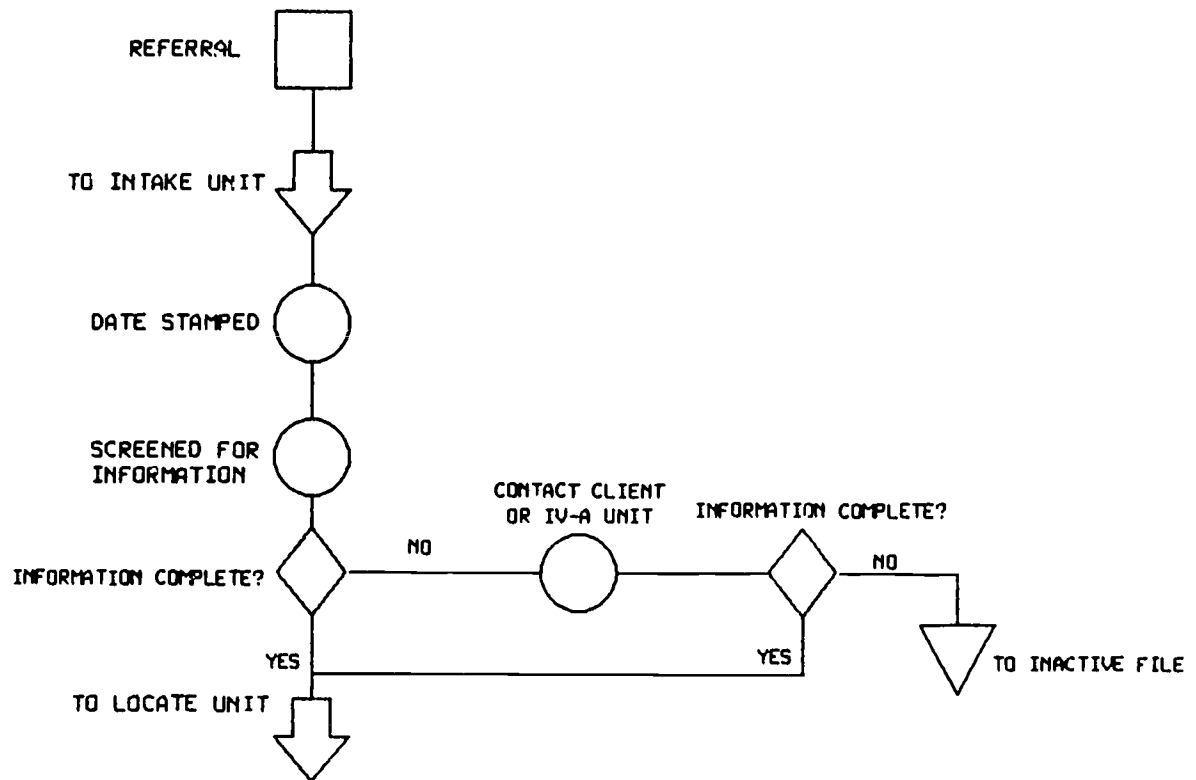 REFERRAL
TO INTAKE UNIT
DATE STAMPED
SCREENED FOR
INFORMATION
CONTACT CLIENT
OR IV-A UNIT
INFORMATION COMPLETE?
NO
INFORMATION COMPLETE?
NO
YES
YES
TO INACTIVE FILE
TO LOCATE UNIT